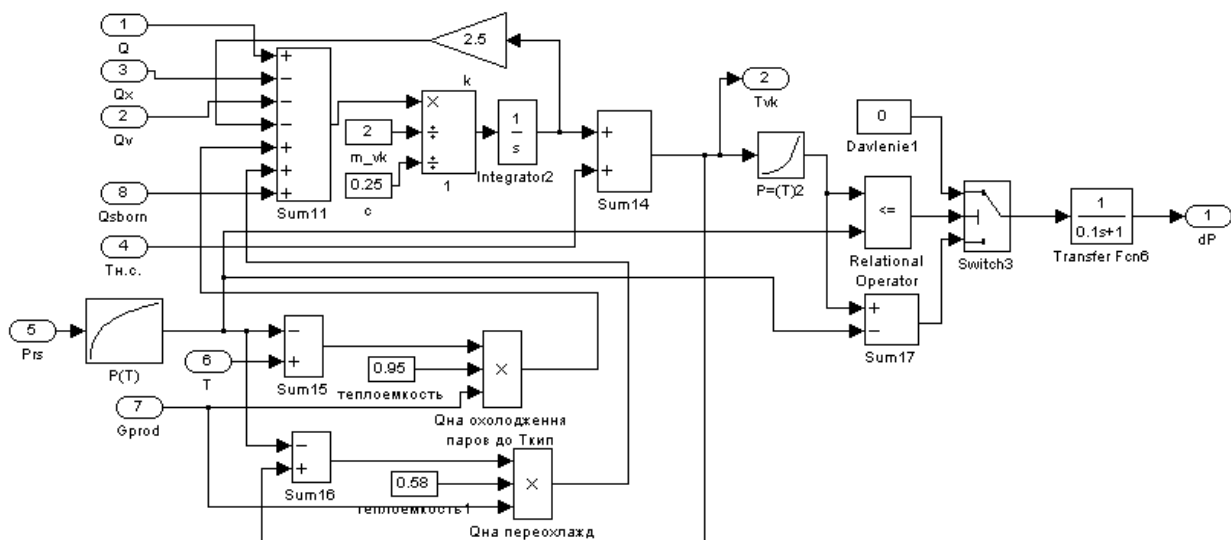 1
Q
3
Qx
2
Qv
8
Qsborn
4
Тн.с.
5
Prs
P(T)
6
T
7
Gprod
+
−
−
−
+
+
+
Sum11
2.5
k
2
m_vk
0.25
c
×
÷
÷
1
1
s
Integrator2
+
+
Sum14
2
Tvk
P=(T)2
0
Davlenie1
<=
Relational
Operator
Switch3
1
0.1s+1
Transfer Fcn6
1
dP
+
−
Sum17
−
+
Sum15
0.95
теплоемкость
×
Qна охолодження
паров до Ткип
−
+
Sum16
0.58
теплоемкость1
×
Qна переохлажд